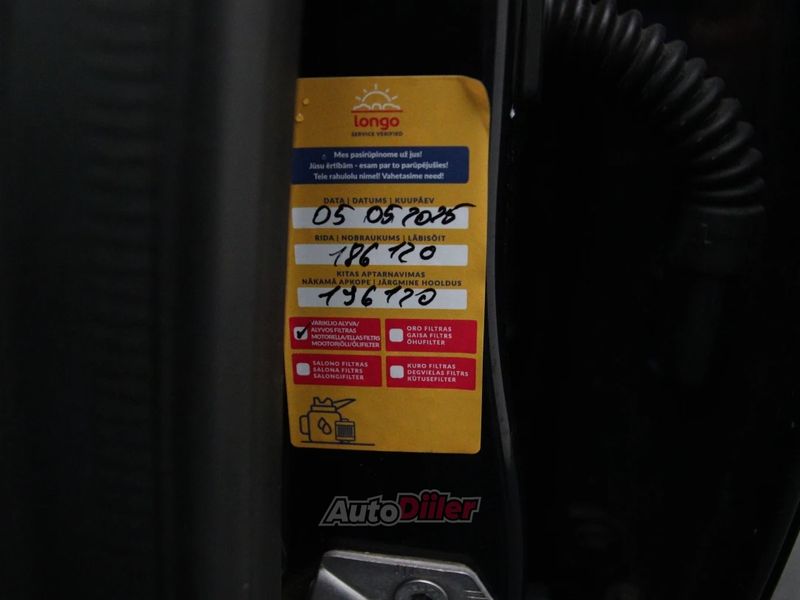 longo
SERVICE VERIFIED
Mes pasirūpinome už jus!
Jūsu ērtībām - esam par to parūpējušies!
Teie rahulolu nimel! Vahetasime need!
DATA | DATUMS | KUUPÄEV
05 05 2025
RIDA | NOBRAUKUMS | LÄBISÕIT
186 120
KITAS APTARNAVIMAS
NĀKAMĀ APKOPE | JÄRGMINE HOOLDUS
196120
VARIKLIO ALYVA/
ALYVOS FILTRAS
MOTOREĻĻA/EĻĻAS FILTRS
MOOTORIÕLI/ÕLIFILTER
ORO FILTRAS
GAISA FILTRS
ÕHUFILTER
SALONO FILTRAS
SALONA FILTRS
SALONGIFILTER
KURO FILTRAS
DEGVIELAS FILTRS
KÜTUSEFILTER
AutoDiiler